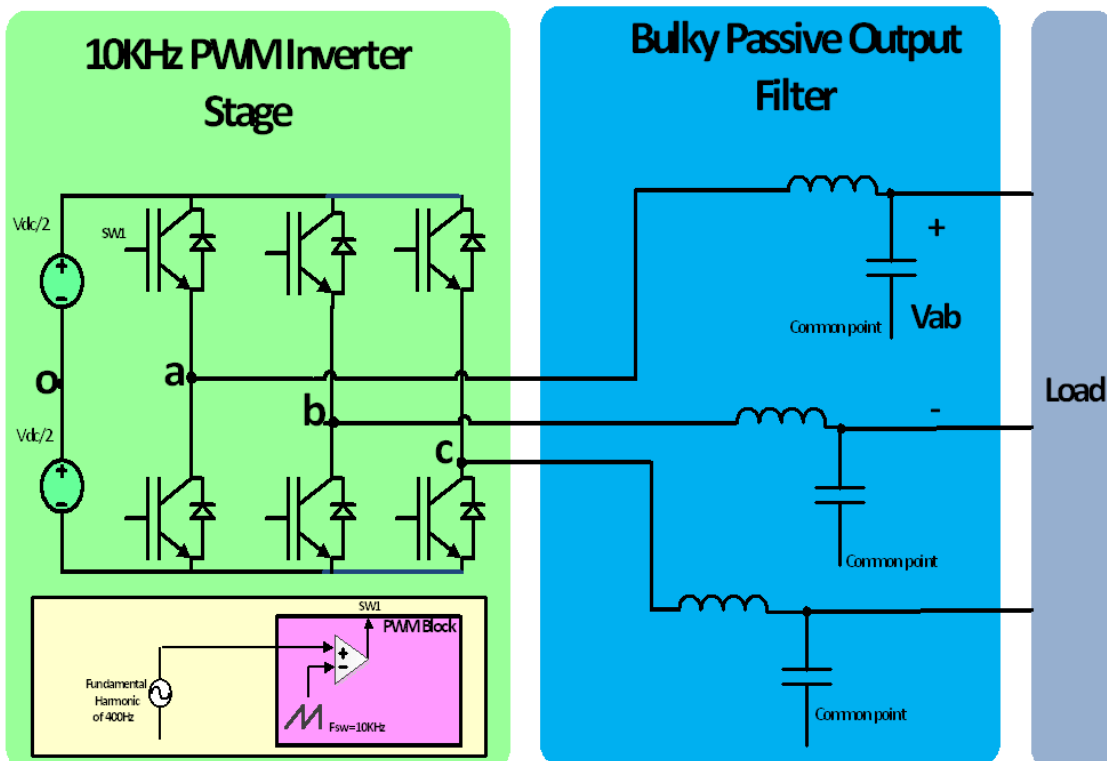 10KHz PWM Inverter
Stage
Vdc/2
SW1
o
a
b
c
Vdc/2
SW1
PWM Block
Fundamental
Harmonic
of 400Hz
Fsw=10KHz
Bulky Passive Output
Filter
+
Vab
Common point
-
Common point
Common point
Load